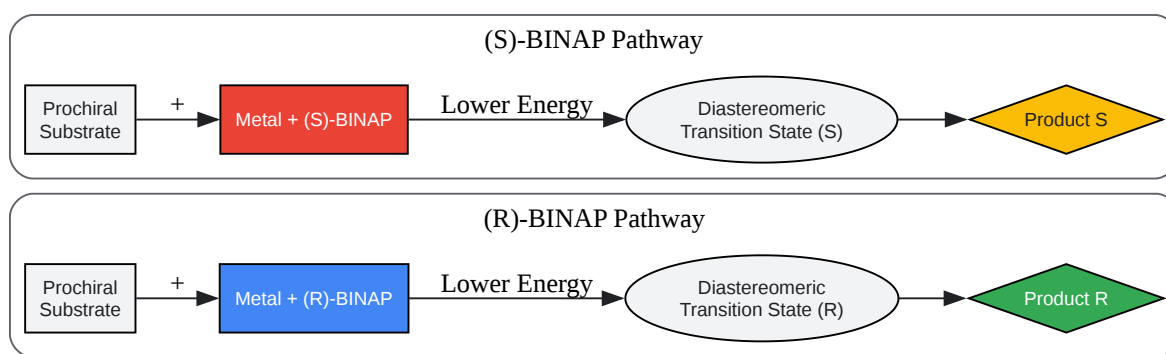 (S)-BINAP Pathway
Prochiral
Substrate
+
Metal + (S)-BINAP
Lower Energy
Diastereomeric
Transition State (S)
Product S
(R)-BINAP Pathway
Prochiral
Substrate
+
Metal + (R)-BINAP
Lower Energy
Diastereomeric
Transition State (R)
Product R